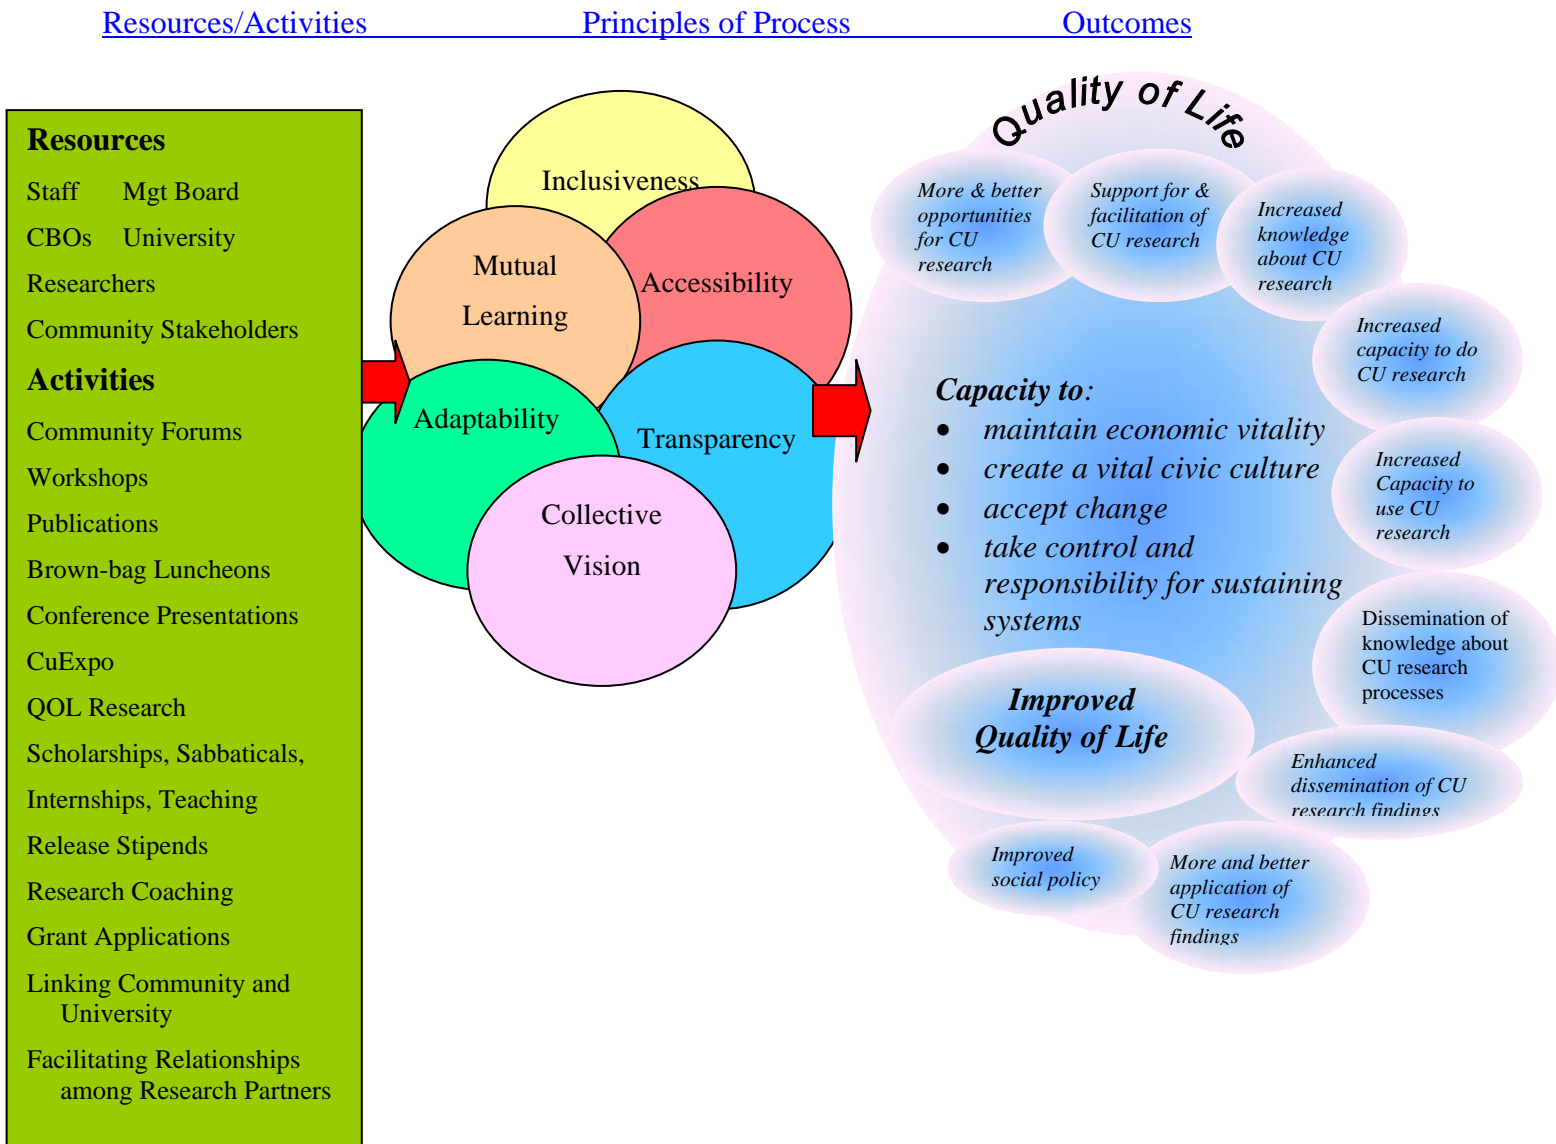 Resources/Activities Principles of Process Outcomes
Resources
Staff Mgt Board
CBOs University
Researchers
Community Stakeholders
Activities
Community Forums
Workshops
Publications
Brown-bag Luncheons
Conference Presentations
CuExpo
QOL Research
Scholarships, Sabbaticals,
Internships, Teaching
Release Stipends
Research Coaching
Grant Applications
Linking Community and
University
Facilitating Relationships
among Research Partners
Inclusiveness
Mutual
Learning
Accessibility
Adaptability
Transparency
Collective
Vision
Quality of Life
More & better
opportunities
for CU
research
Support for &
facilitation of
CU research
Increased
knowledge
about CU
research
Increased
capacity to do
CU research
Increased
Capacity to
use CU
research
Dissemination of
knowledge about
CU research
processes
Enhanced
dissemination of CU
research findings
More and better
application of
CU research
findings
Improved
social policy
Capacity to:
• maintain economic vitality
• create a vital civic culture
• accept change
• take control and
responsibility for sustaining
systems
Improved
Quality of Life